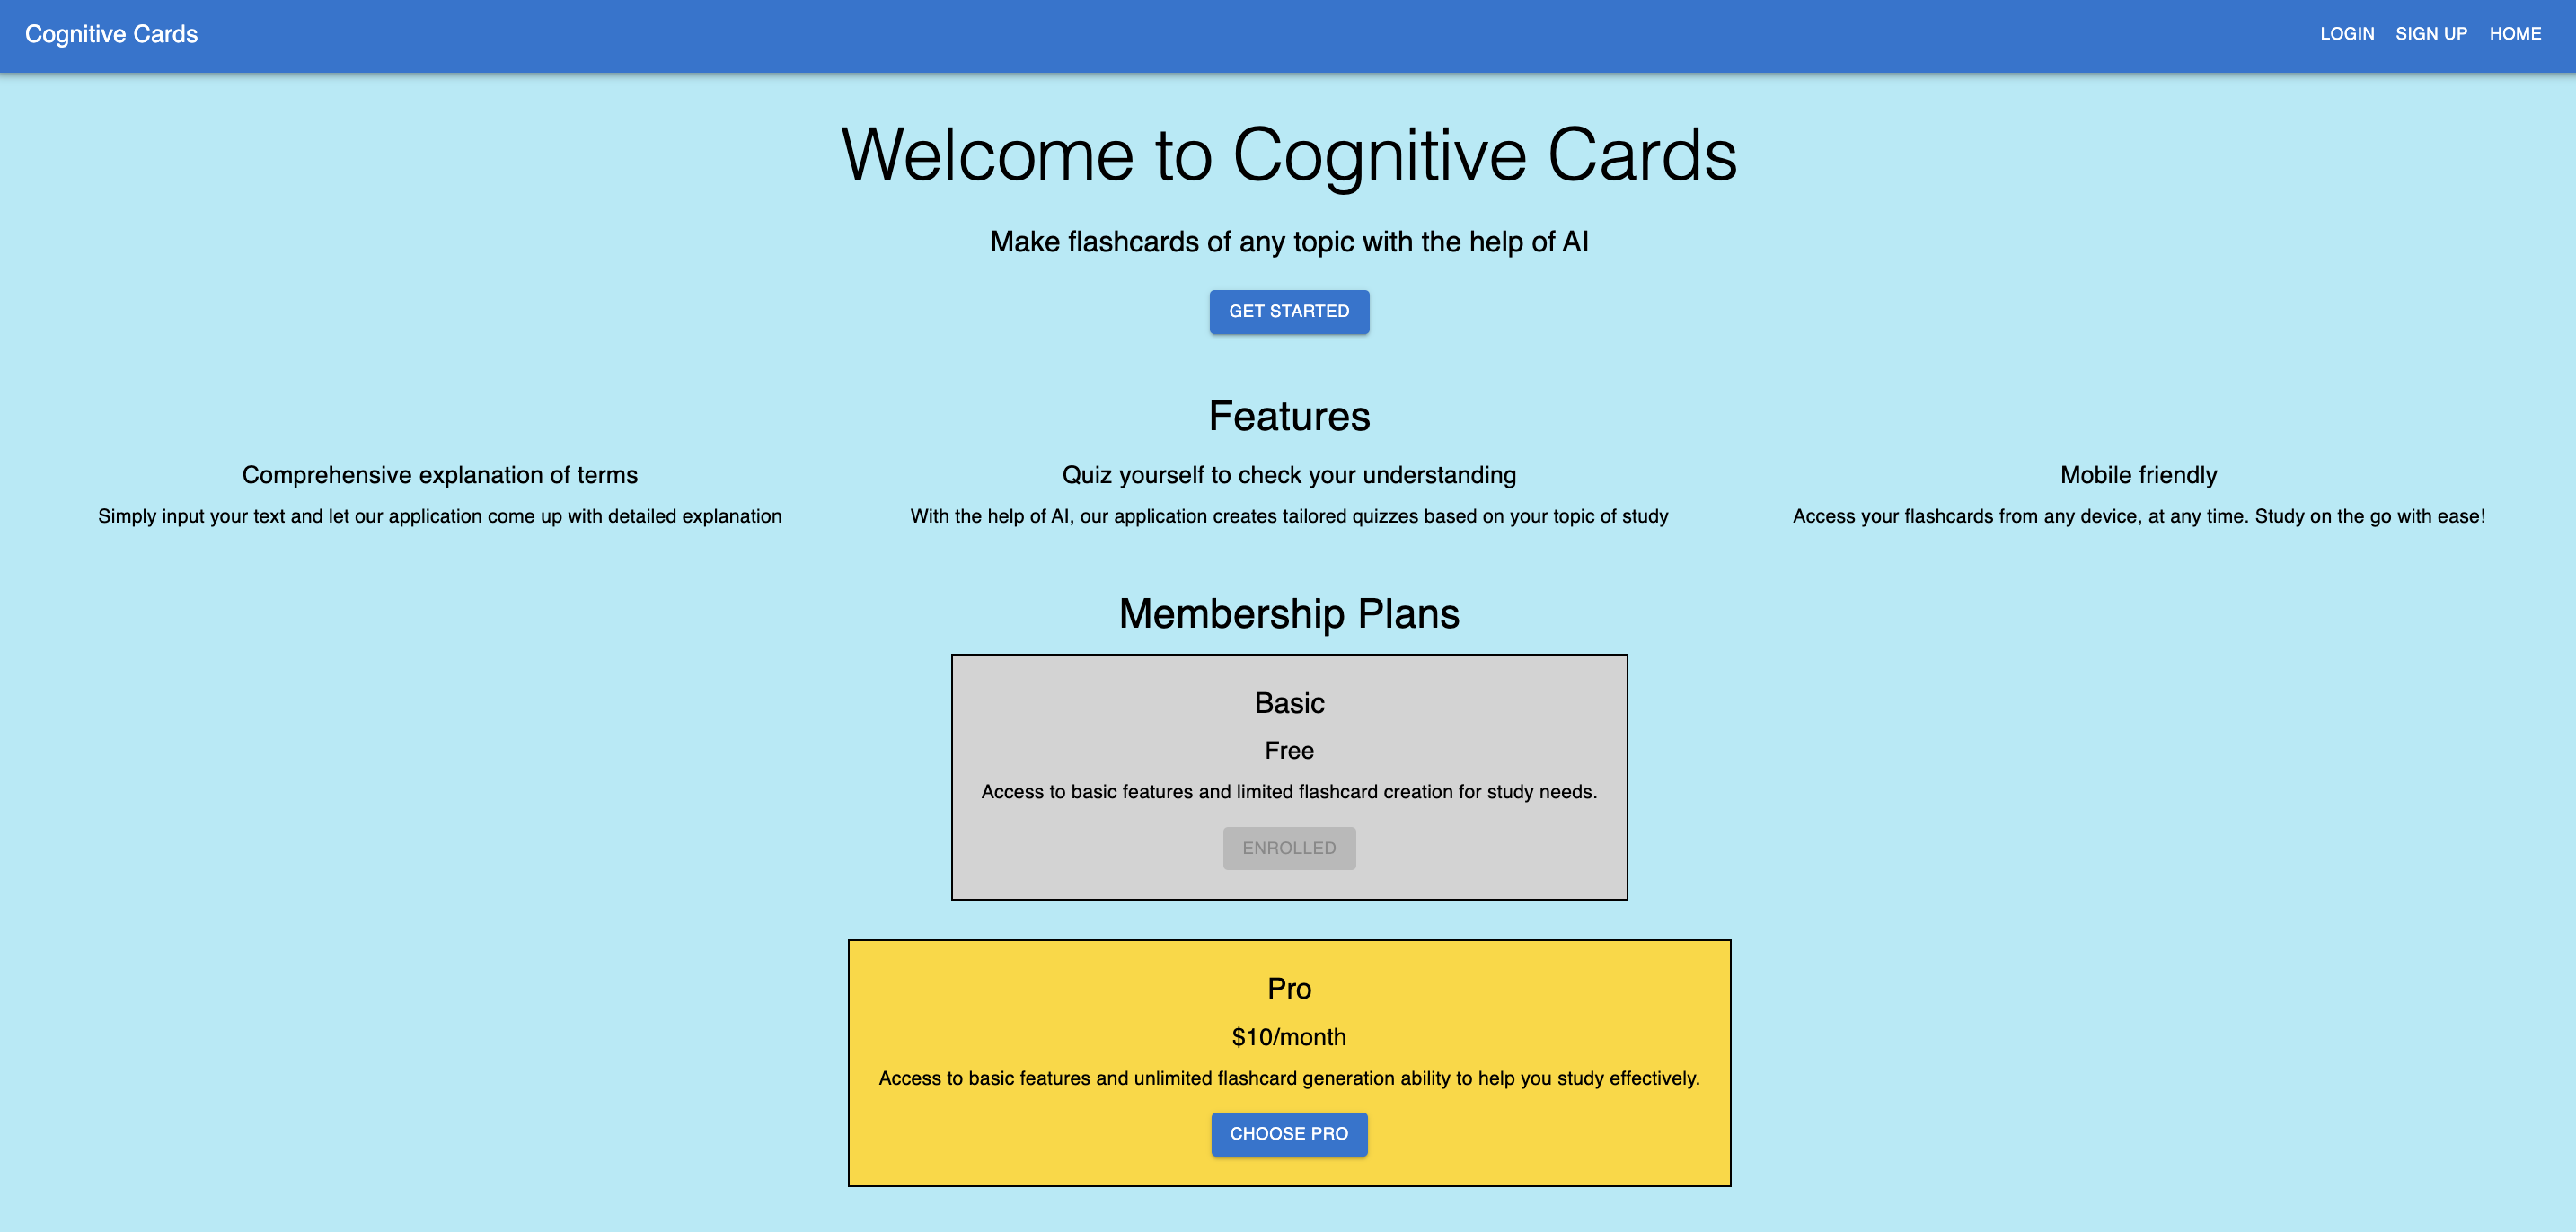 Cognitive Cards
LOGIN SIGN UP HOME
Welcome to Cognitive Cards
Make flashcards of any topic with the help of AI
GET STARTED
Features
Comprehensive explanation of terms
Simply input your text and let our application come up with detailed explanation
Quiz yourself to check your understanding
With the help of AI, our application creates tailored quizzes based on your topic of study
Mobile friendly
Access your flashcards from any device, at any time. Study on the go with ease!
Membership Plans
Basic
Free
Access to basic features and limited flashcard creation for study needs.
ENROLLED
Pro
$10/month
Access to basic features and unlimited flashcard generation ability to help you study effectively.
CHOOSE PRO